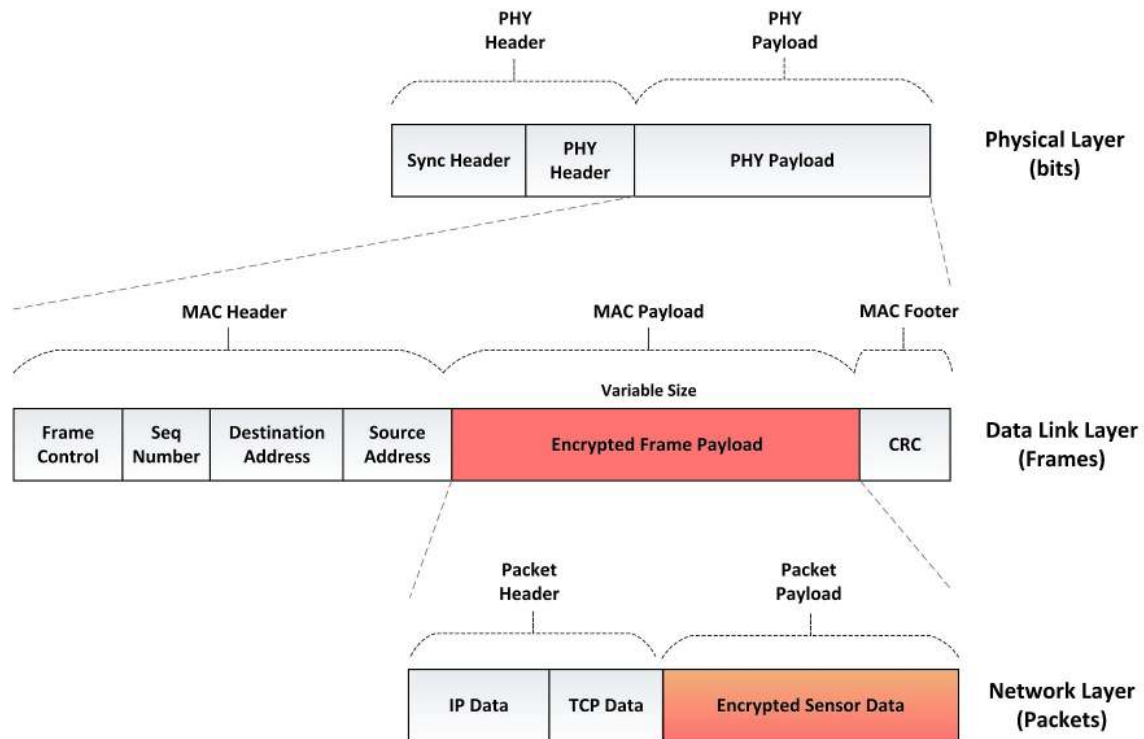 PHY
Header
PHY
Payload
Sync Header
PHY
Header
PHY Payload
Physical Layer
(bits)
MAC Header
MAC Payload
MAC Footer
Variable Size
Frame
Control
Seq
Number
Destination
Address
Source
Address
Encrypted Frame Payload
CRC
Data Link Layer
(Frames)
Packet
Header
Packet
Payload
IP Data
TCP Data
Encrypted Sensor Data
Network Layer
(Packets)